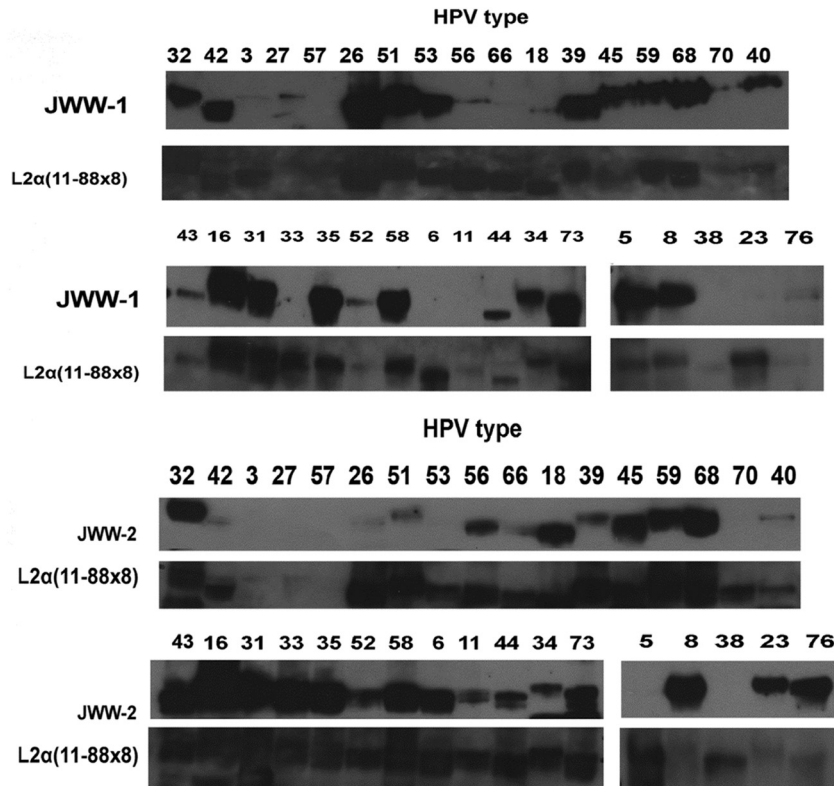 HPV type
32 42 3 27 57 26 51 53 56 66 18 39 45 59 68 70 40
JWW-1
L2α(11-88x8)
43 16 31 33 35 52 58 6 11 44 34 73 5 8 38 23 76
JWW-1
L2α(11-88x8)
HPV type
32 42 3 27 57 26 51 53 56 66 18 39 45 59 68 70 40
JWW-2
L2α(11-88x8)
43 16 31 33 35 52 58 6 11 44 34 73 5 8 38 23 76
JWW-2
L2α(11-88x8)